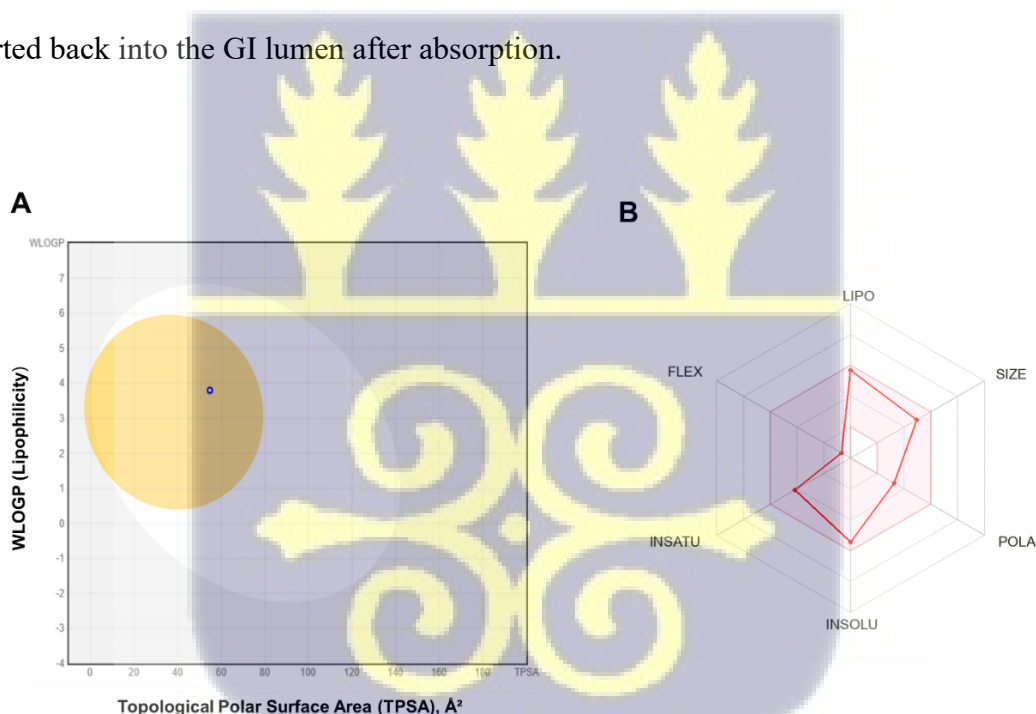 rted back into the GI lumen after absorption.
A
B
WLOGP
7
6
5
4
3
2
1
0
-1
-2
-3
-4
0
20
40
60
80
100
120
140
160
180
TPSA
WLOGP (Lipophilicity)
Topological Polar Surface Area (TPSA), Å²
LIPO
FLEX
SIZE
INSATU
POLA
INSOLU